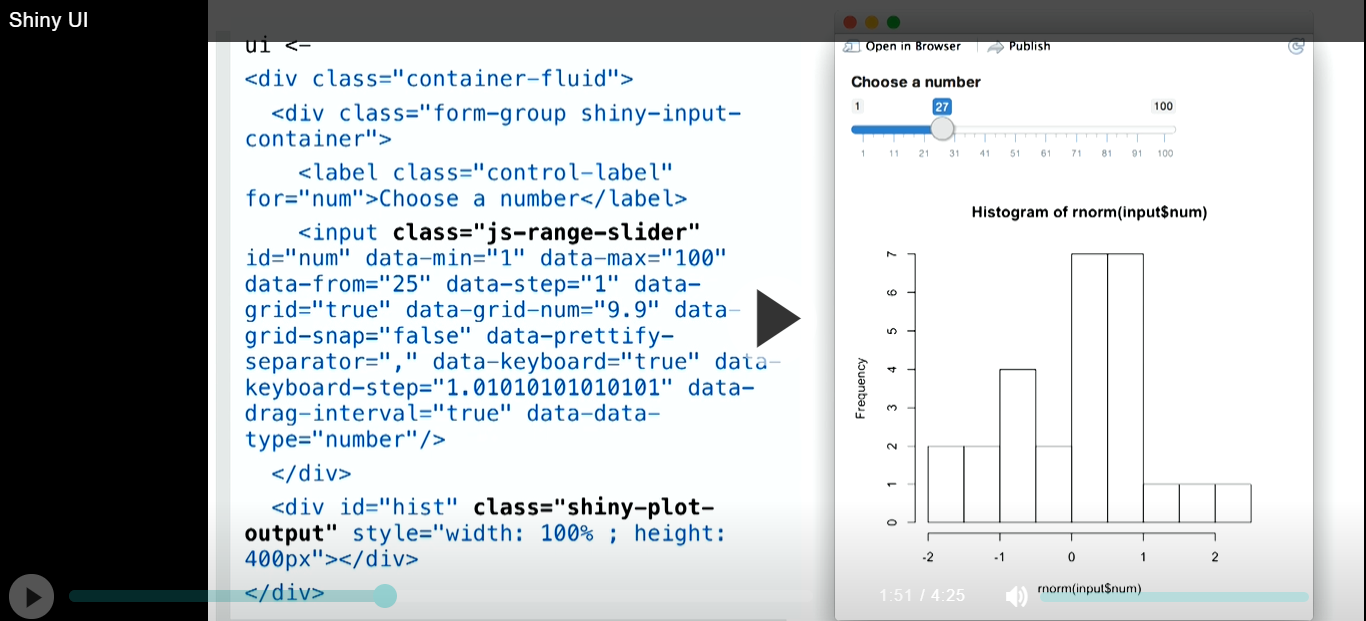 Shiny UI
ui <-
<div class="container-fluid">
<div class="form-group shiny-input-
container">
<label class="control-label"
for="num">Choose a number</label>
<input class="js-range-slider"
id="num" data-min="1" data-max="100"
data-from="25" data-step="1" data-
grid="true" data-grid-num="9.9" data-
grid-snap="false" data-prettify-
separator="," data-keyboard="true" data-
keyboard-step="1.01010101010101" data-
drag-interval="true" data-data-
type="number"/>
</div>
<div id="hist" class="shiny-plot-
output" style="width: 100% ; height:
400px"></div>
</div>
Open in Browser Publish
Choose a number
1 27 100
1 11 21 31 41 51 61 71 81 91 100
Histogram of rnorm(input$num)
Frequency
7
6
5
4
3
2
1
0
-2 -1 0 1 2
rnorm(input$num)
1:51 / 4:25